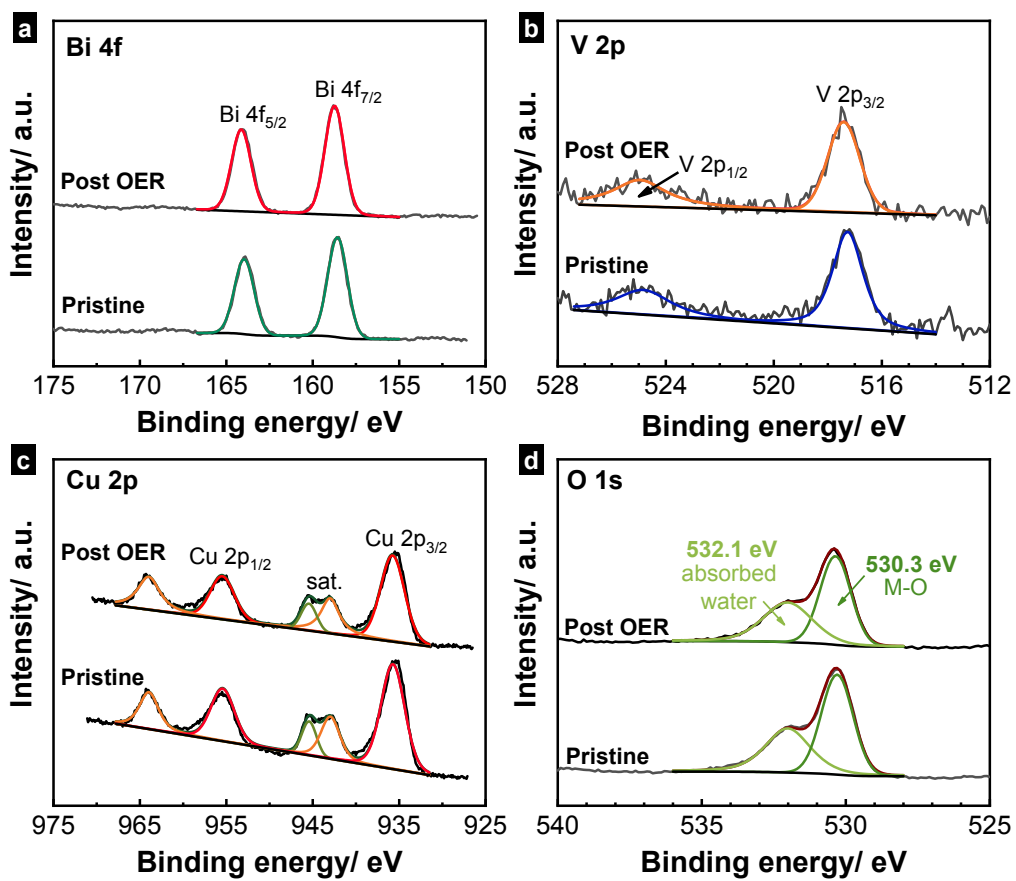 a
Bi 4f
Bi 4f7/2
Bi 4f5/2
Post OER
Pristine
Intensity/ a.u.
175 170 165 160 155 150
Binding energy/ eV
b
V 2p
V 2p3/2
Post OER
V 2p1/2
Pristine
Intensity/ a.u.
528 524 520 516 512
Binding energy/ eV
c
Cu 2p
Post OER
Cu 2p1/2
Cu 2p3/2
sat.
Pristine
Intensity/ a.u.
975 965 955 945 935 925
Binding energy/ eV
d
O 1s
532.1 eV
absorbed
water
530.3 eV
M-O
Post OER
Pristine
Intensity/ a.u.
540 535 530 525
Binding energy/ eV